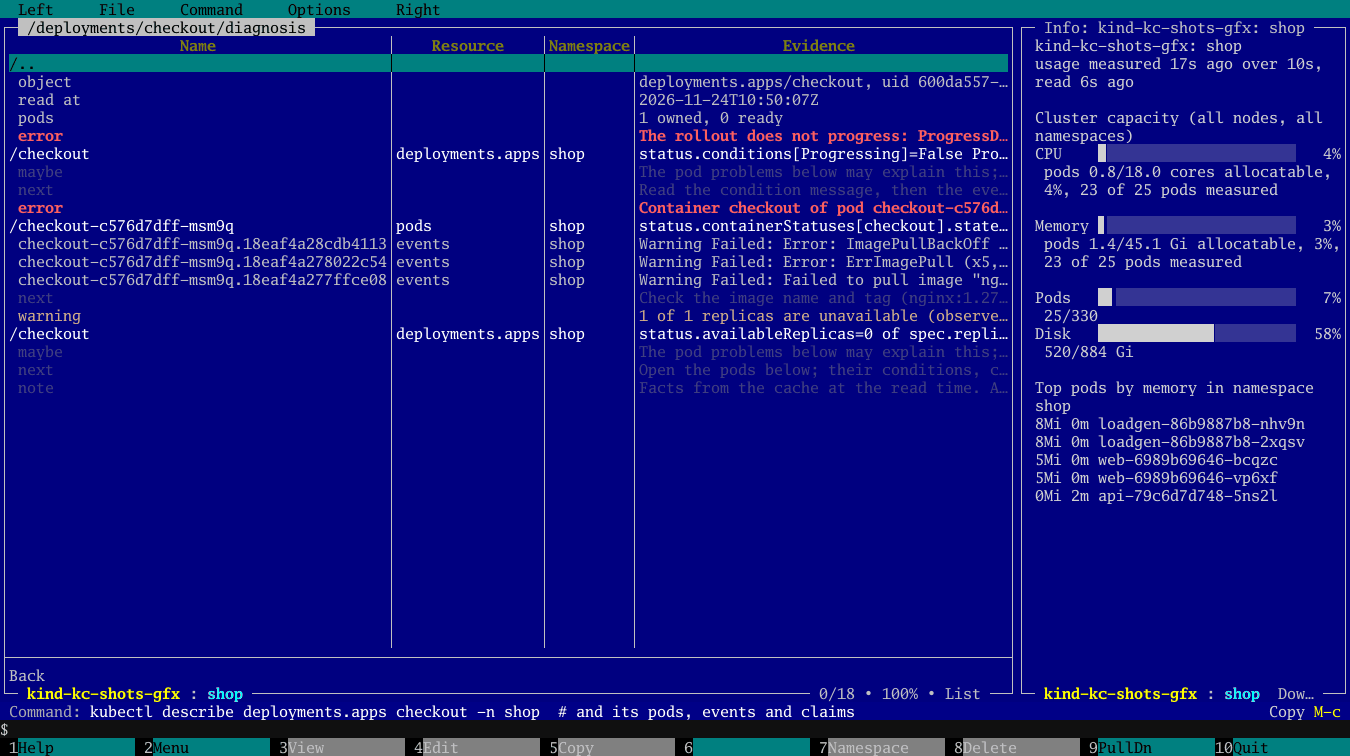 Left File Command Options Right
/deployments/checkout/diagnosis
Name Resource Namespace Evidence
/..
object deployments.apps/checkout, uid 600da557-…
read at 2026-11-24T10:50:07Z
pods 1 owned, 0 ready
error The rollout does not progress: ProgressD…
/checkout deployments.apps shop status.conditions[Progressing]=False Pro…
maybe The pod problems below may explain this;…
next Read the condition message, then the eve…
error Container checkout of pod checkout-c576d…
/checkout-c576d7dff-msm9q pods shop status.containerStatuses[checkout].state…
checkout-c576d7dff-msm9q.18eaf4a28cdb4113 events shop Warning Failed: Error: ImagePullBackOff …
checkout-c576d7dff-msm9q.18eaf4a278022c54 events shop Warning Failed: Error: ErrImagePull (x5,…
checkout-c576d7dff-msm9q.18eaf4a277ffce08 events shop Warning Failed: Failed to pull image "ng…
next Check the image name and tag (nginx:1.27…
warning 1 of 1 replicas are unavailable (observe…
/checkout deployments.apps shop status.availableReplicas=0 of spec.repli…
maybe The pod problems below may explain this;…
next Open the pods below; their conditions, c…
note Facts from the cache at the read time. A…
Back
kind-kc-shots-gfx : shop 0/18 • 100% • List
Info: kind-kc-shots-gfx: shop
kind-kc-shots-gfx: shop
usage measured 17s ago over 10s,
read 6s ago
Cluster capacity (all nodes, all
namespaces)
CPU 4%
pods 0.8/18.0 cores allocatable,
4%, 23 of 25 pods measured
Memory 3%
pods 1.4/45.1 Gi allocatable, 3%,
23 of 25 pods measured
Pods 7%
25/330
Disk 58%
520/884 Gi
Top pods by memory in namespace
shop
8Mi 0m loadgen-86b9887b8-nhv9n
8Mi 0m loadgen-86b9887b8-2xqsv
5Mi 0m web-6989b69646-bcqzc
5Mi 0m web-6989b69646-vp6xf
0Mi 2m api-79c6d7d748-5ns2l
kind-kc-shots-gfx : shop Dow…
Command: kubectl describe deployments.apps checkout -n shop # and its pods, events and claims Copy M-c
$
1Help 2Menu 3View 4Edit 5Copy 6 7Namespace 8Delete 9PullDn 10Quit